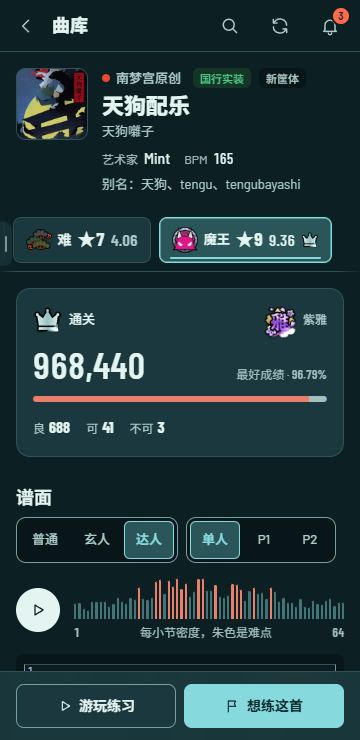 曲库
3
南梦宫原创 国行实装 新筐体
天狗配乐
天狗囃子
艺术家 Mint BPM 165
别名：天狗、tengu、tengubayashi
难 ★7 4.06
魔王 ★9 9.36
通关
雅
紫雅
968,440
最好成绩 · 96.79%
良 688 可 41 不可 3
谱面
普通 玄人 达人 单人 P1 P2
1 每小节密度，朱色是难点 64
1
游玩练习 想练这首